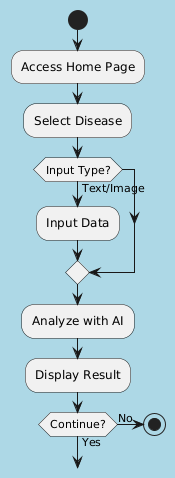 Access Home Page
Select Disease
Input Type?
Text/Image
Input Data
Analyze with AI
Display Result
Continue?
No
Yes